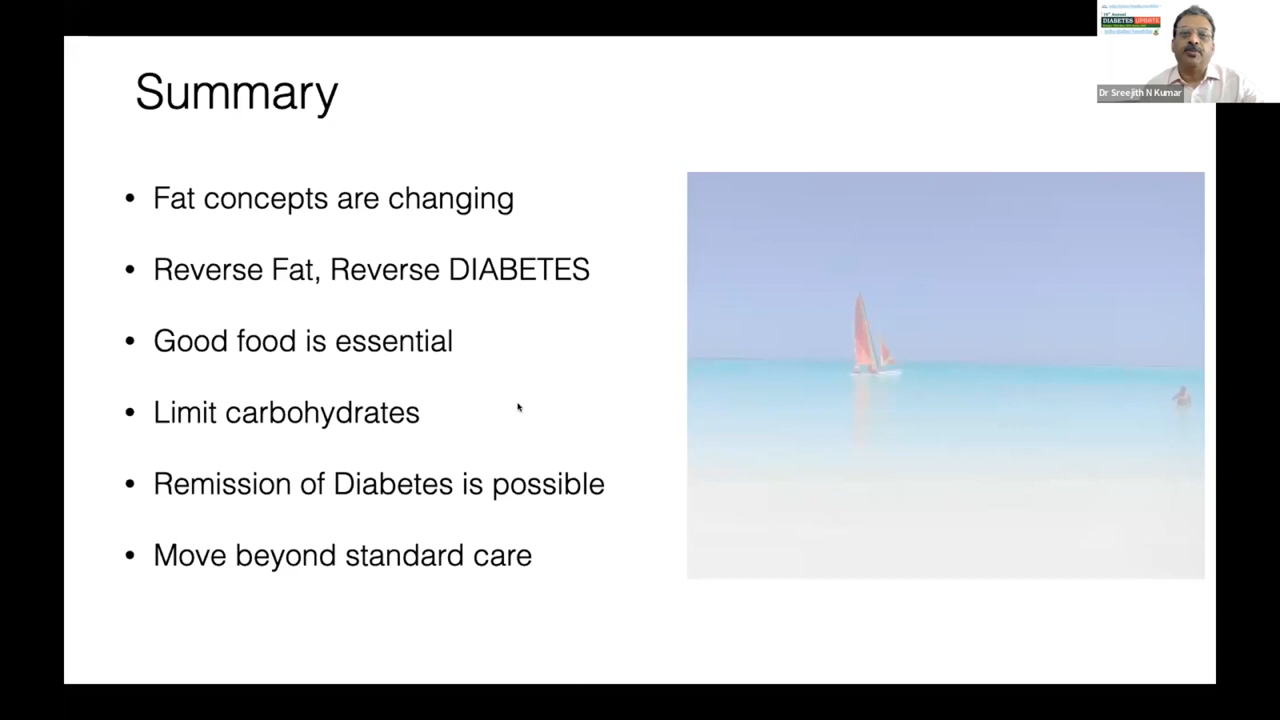 Summary
• Fat concepts are changing
• Reverse Fat, Reverse DIABETES
• Good food is essential
• Limit carbohydrates
• Remission of Diabetes is possible
• Move beyond standard care
Annual
DIABETES UPDATE
Dr Sreejith N Kumar